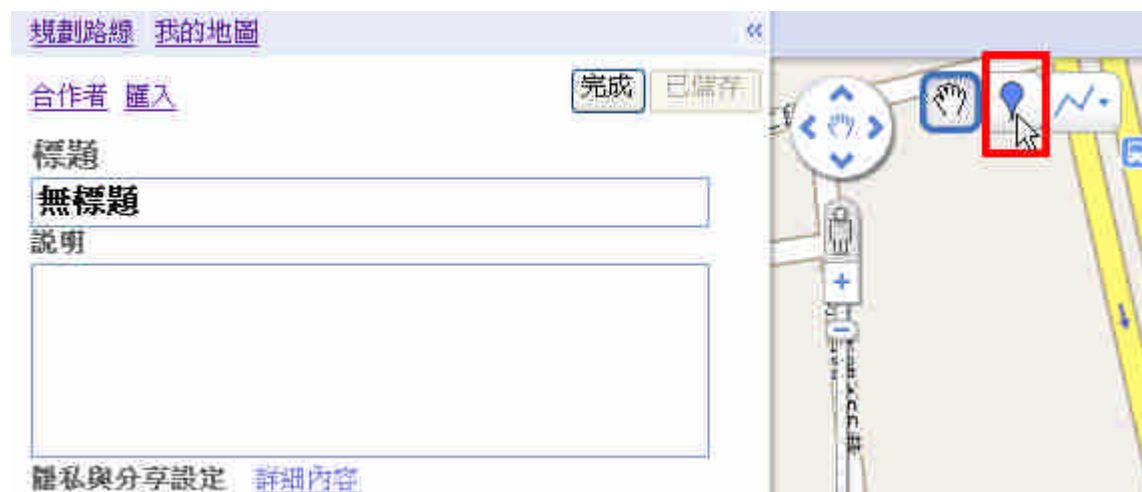 規劃路線 我的地圖 «
合作者 匯入 完成 已儲存
標題
無標題
説明
隱私與分享設定 詳細內容